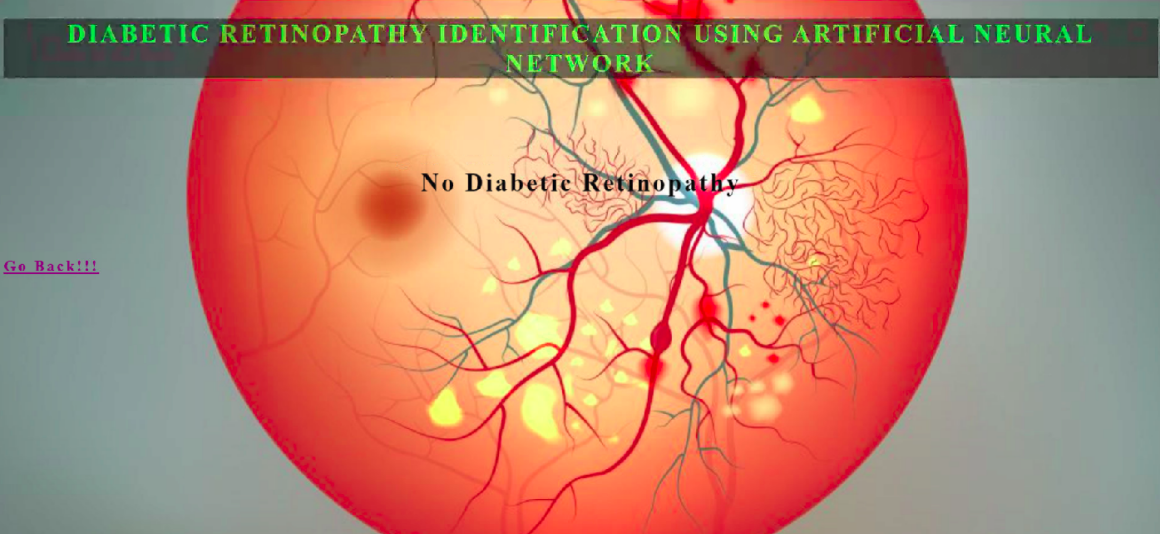 DIABETIC RETINOPATHY IDENTIFICATION USING ARTIFICIAL NEURAL
NETWORK
No Diabetic Retinopathy
Go Back!!!